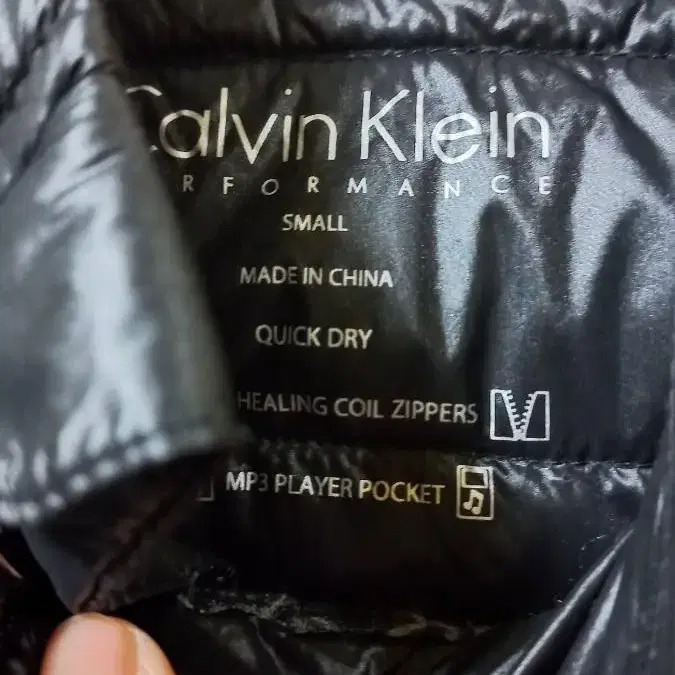 Calvin Klein
RFORMANCE
SMALL
MADE IN CHINA
QUICK DRY
HEALING COIL ZIPPERS
MP3 PLAYER POCKET